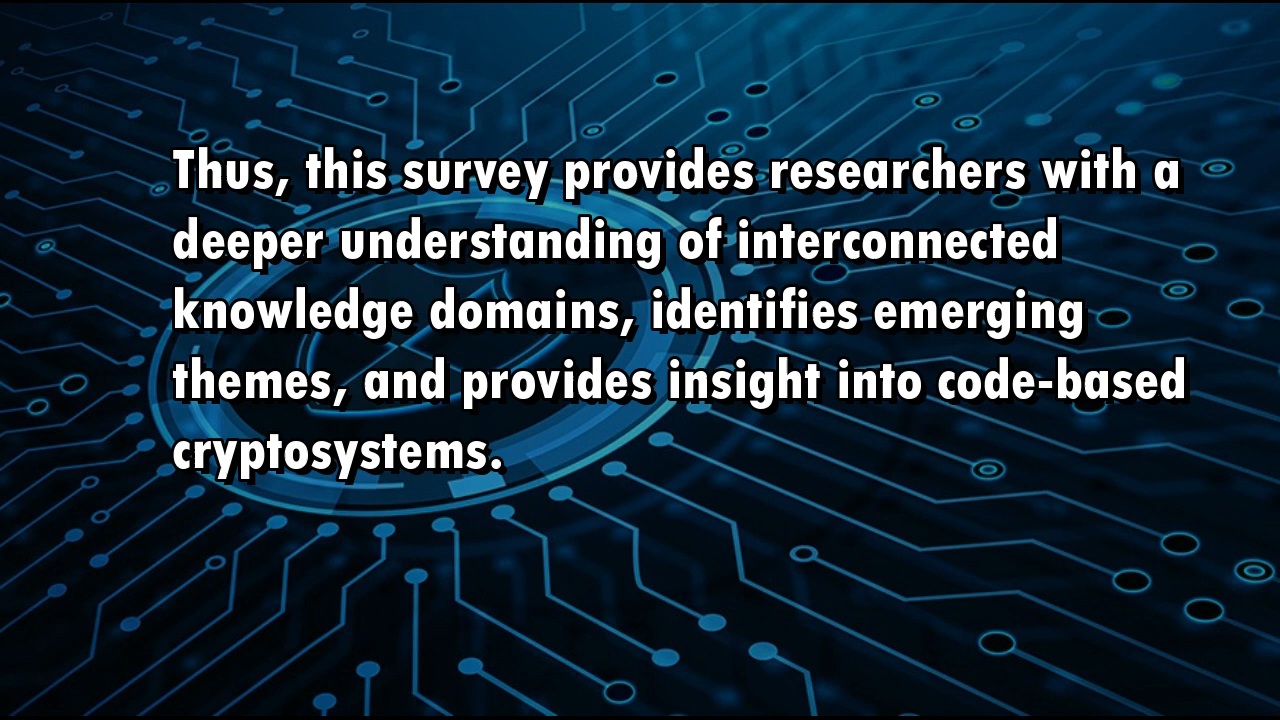 Thus, this survey provides researchers with a
deeper understanding of interconnected
knowledge domains, identifies emerging
themes, and provides insight into code-based
cryptosystems.